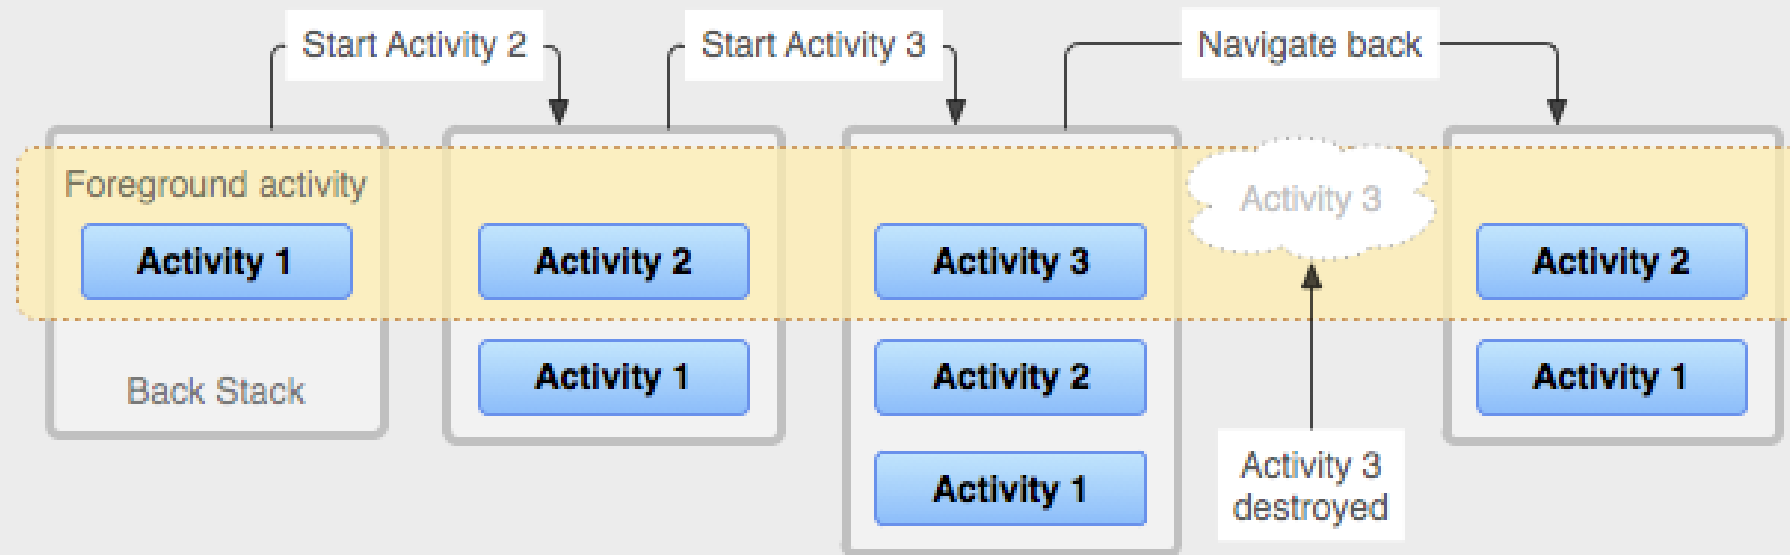 Start Activity 2
Start Activity 3
Navigate back
Foreground activity
Activity 3
Activity 1
Activity 2
Activity 3
Activity 2
Back Stack
Activity 1
Activity 2
Activity 1
Activity 1
Activity 3
destroyed